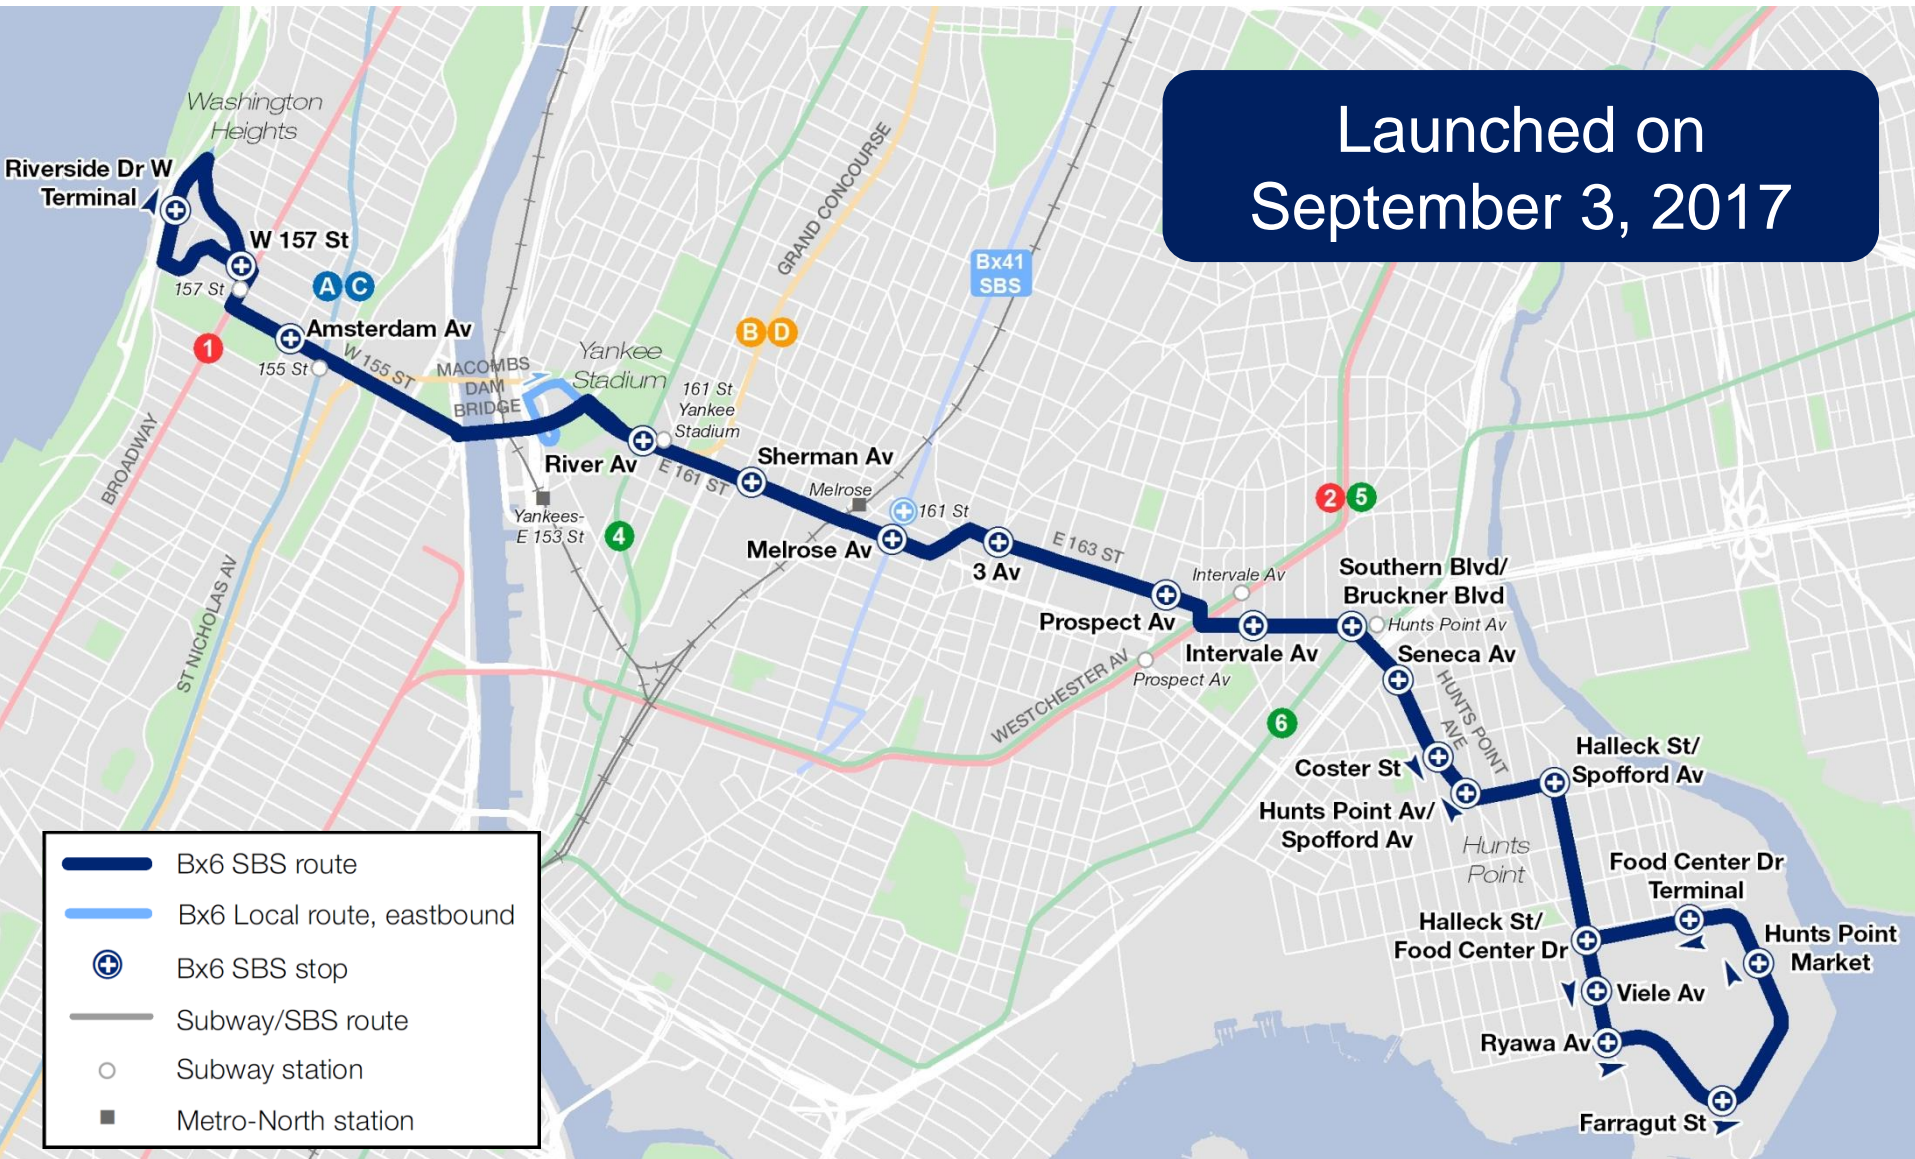 Launched on
September 3, 2017
Washington
Heights
Riverside Dr W
Terminal
W 157 St
157 St
A C
1
Amsterdam Av
155 St
W 155 ST
MACOMBS
DAM
BRIDGE
BROADWAY
ST NICHOLAS AV
Yankee
Stadium
GRAND CONCOURSE
B D
161 St
Yankee
Stadium
Bx41
SBS
River Av
E 161 ST
Yankees-
E 153 St
4
Sherman Av
Melrose
161 St
Melrose Av
3 Av
E 163 ST
2 5
Intervale Av
Prospect Av
Intervale Av
WESTCHESTER AV
Prospect Av
6
Southern Blvd/
Bruckner Blvd
Hunts Point Av
Seneca Av
HUNTS POINT
AVE
Coster St
Hunts Point Av/
Spofford Av
Halleck St/
Spofford Av
Hunts
Point
Food Center Dr
Terminal
Halleck St/
Food Center Dr
Hunts Point
Market
Viele Av
Ryawa Av
Farragut St
Bx6 SBS route
Bx6 Local route, eastbound
Bx6 SBS stop
Subway/SBS route
Subway station
Metro-North station